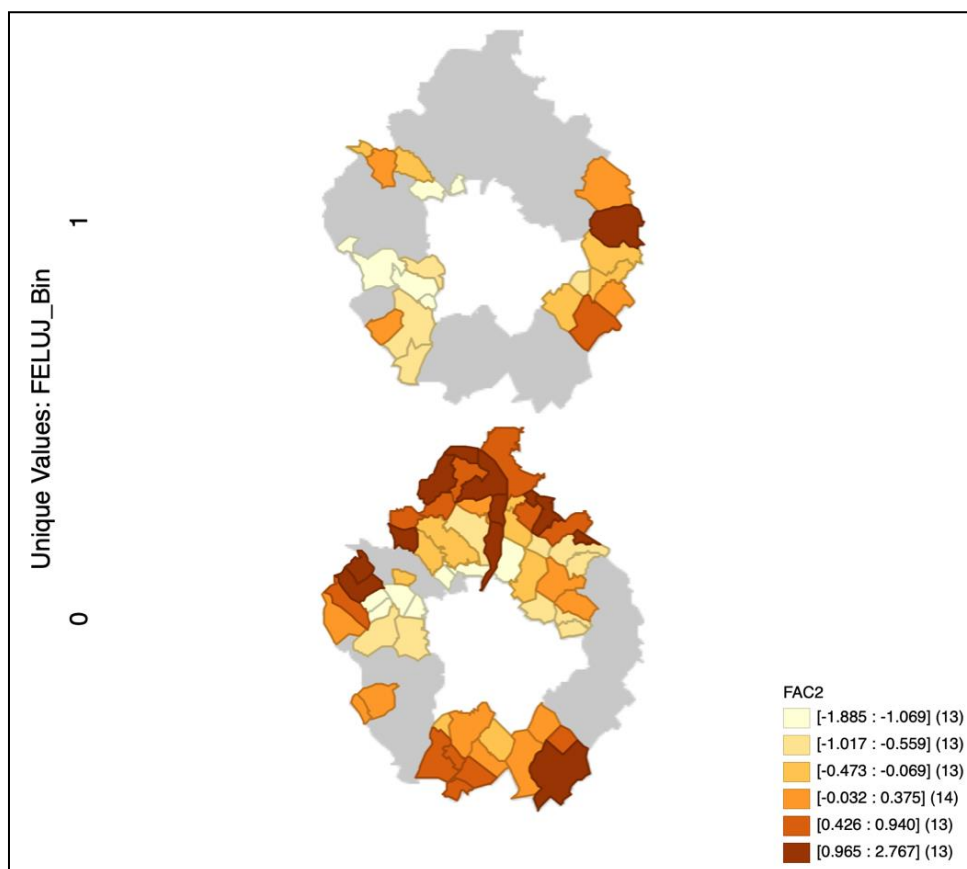 Unique Values: FELUJ_Bin
1
0
FAC2
[-1.885 : -1.069] (13)
[-1.017 : -0.559] (13)
[-0.473 : -0.069] (13)
[-0.032 : 0.375] (14)
[0.426 : 0.940] (13)
[0.965 : 2.767] (13)